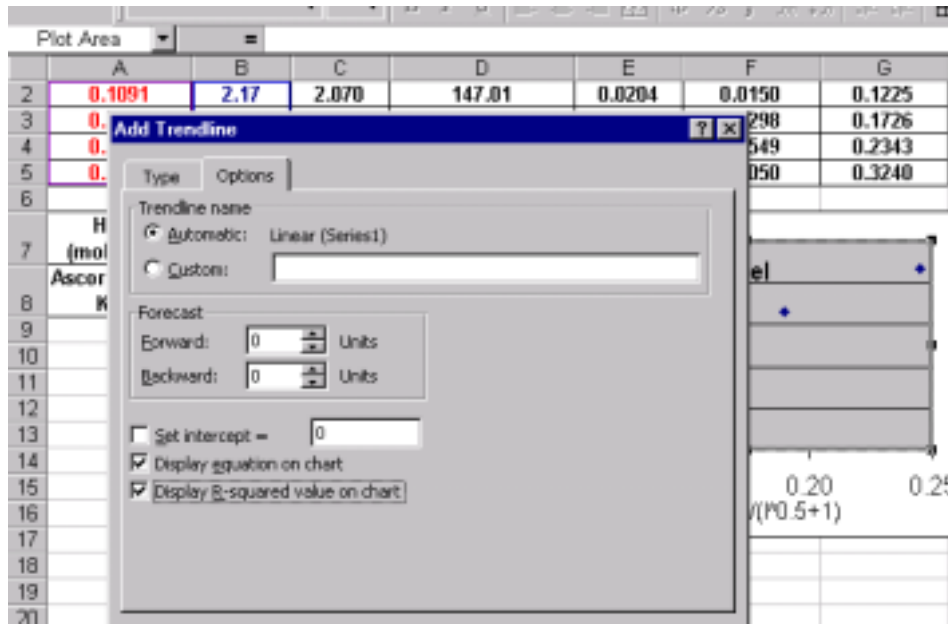 Plot Area =
A B C D E F G
2 0.1091 2.17 2.070 147.01 0.0204 0.0150 0.1225
3 0. 298 0.1726
4 0. 549 0.2343
5 0. 050 0.3240
6
Add Trendline
Type Options
Trendline name
Automatic: Linear (Series1)
Custom:
7 H
(mol
8 Ascor
K
el
Forecast
9
Forward: 0 Units
10
Backward: 0 Units
11
12
13 Set intercept = 0
14 Display equation on chart
15 Display R-squared value on chart
0.20 0.25
16 /(I^0.5+1)
17
18
19
20